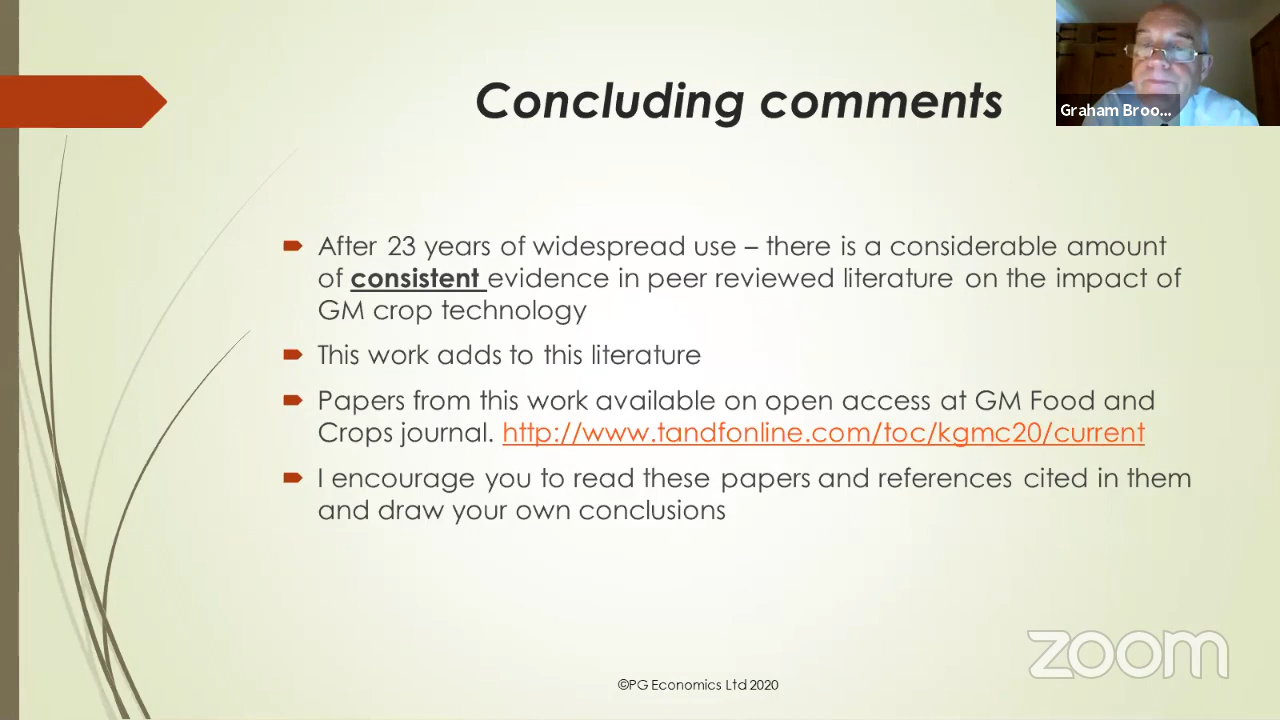 Concluding comments
Graham Broo...
After 23 years of widespread use – there is a considerable amount
of consistent evidence in peer reviewed literature on the impact of
GM crop technology
This work adds to this literature
Papers from this work available on open access at GM Food and
Crops journal. http://www.tandfonline.com/toc/kgmc20/current
I encourage you to read these papers and references cited in them
and draw your own conclusions
zoom
©PG Economics Ltd 2020